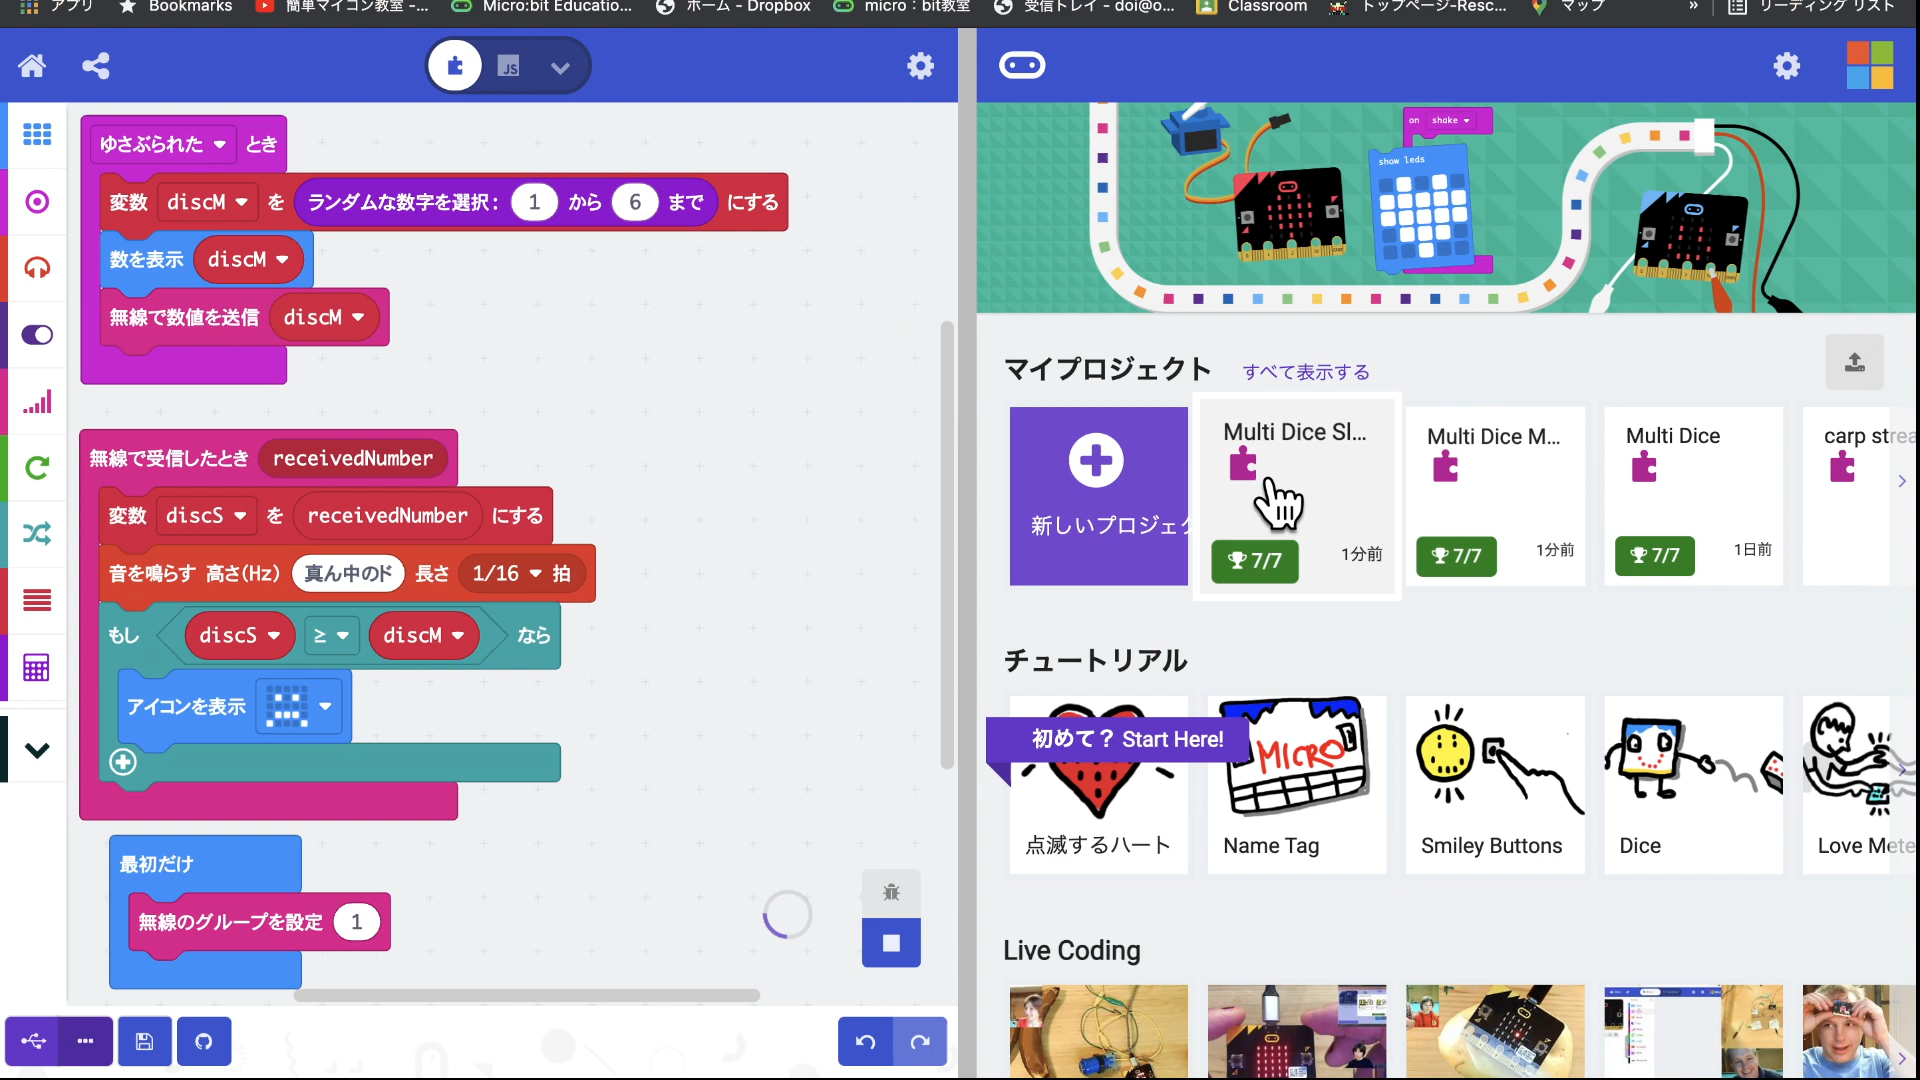 アプリ
Bookmarks
簡単マイコン教室 -...
Micro:bit Educatio...
ホーム - Dropbox
micro：bit教室
受信トレイ - doi@o...
Classroom
トップページ-Resc...
マップ
»
リーディング リスト
JS
ゆさぶられた とき
変数 discM を ランダムな数字を選択： 1 から 6 まで にする
数を表示 discM
無線で数値を送信 discM
無線で受信したとき receivedNumber
変数 discS を receivedNumber にする
音を鳴らす 高さ(Hz) 真ん中のド 長さ 1/16 拍
もし discS ≥ discM なら
アイコンを表示
最初だけ
無線のグループを設定 1
on shake
show leds
マイプロジェクト すべて表示する
新しいプロジェク
Multi Dice Sl...
7/7 1分前
Multi Dice M...
7/7 1分前
Multi Dice
7/7 1日前
carp strea
チュートリアル
初めて？ Start Here!
MICRO
点滅するハート
Name Tag
Smiley Buttons
Dice
Love Mete
Live Coding